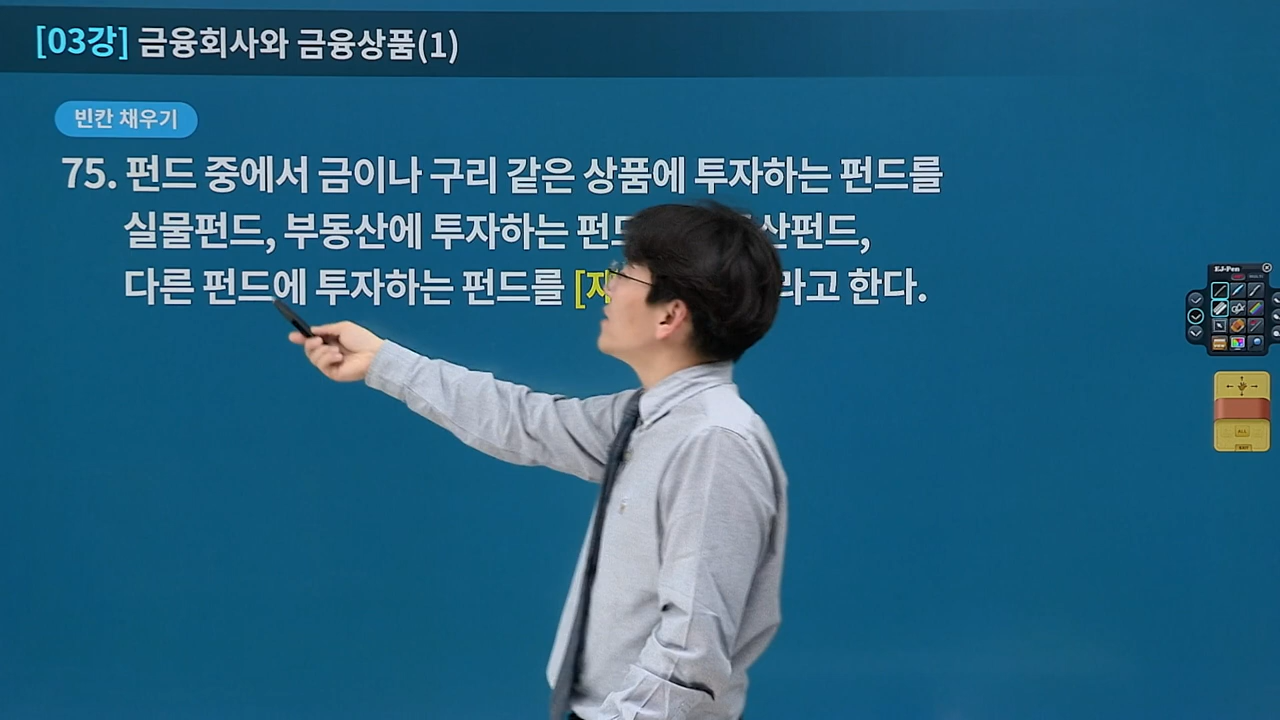 [03강] 금융회사와 금융상품(1)
빈칸 채우기
75. 펀드 중에서 금이나 구리 같은 상품에 투자하는 펀드를
실물펀드, 부동산에 투자하는 산펀드,
다른 펀드에 투자하는 펀드를 [재 라고 한다.
EJ-Pen
ALL